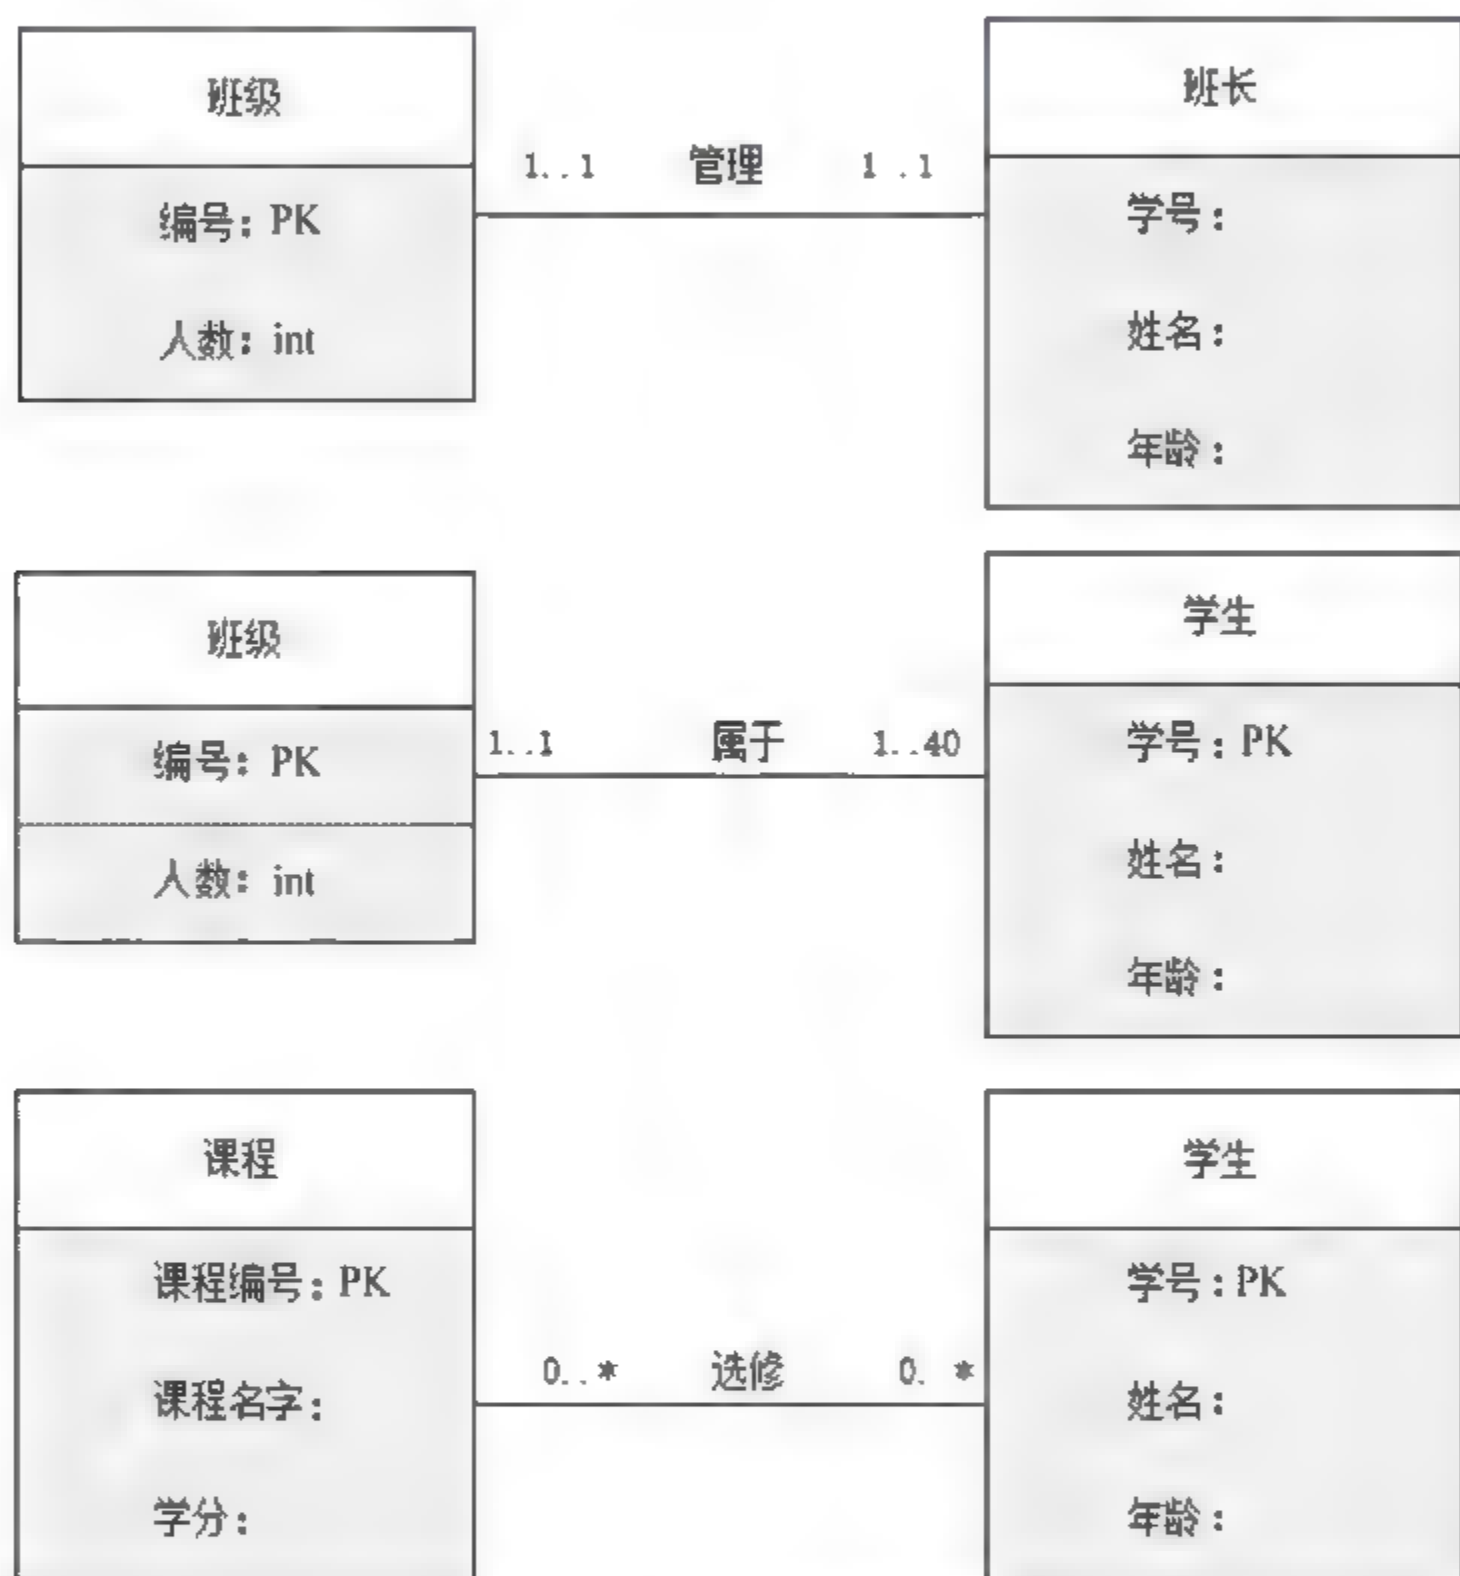 班级
编号：PK
人数：int
1..1 管理 1..1
班长
学号：
姓名：
年龄：
班级
编号：PK
人数：int
1..1 属于 1..40
学生
学号：PK
姓名：
年龄：
课程
课程编号：PK
课程名字：
学分：
0..* 选修 0..*
学生
学号：PK
姓名：
年龄：